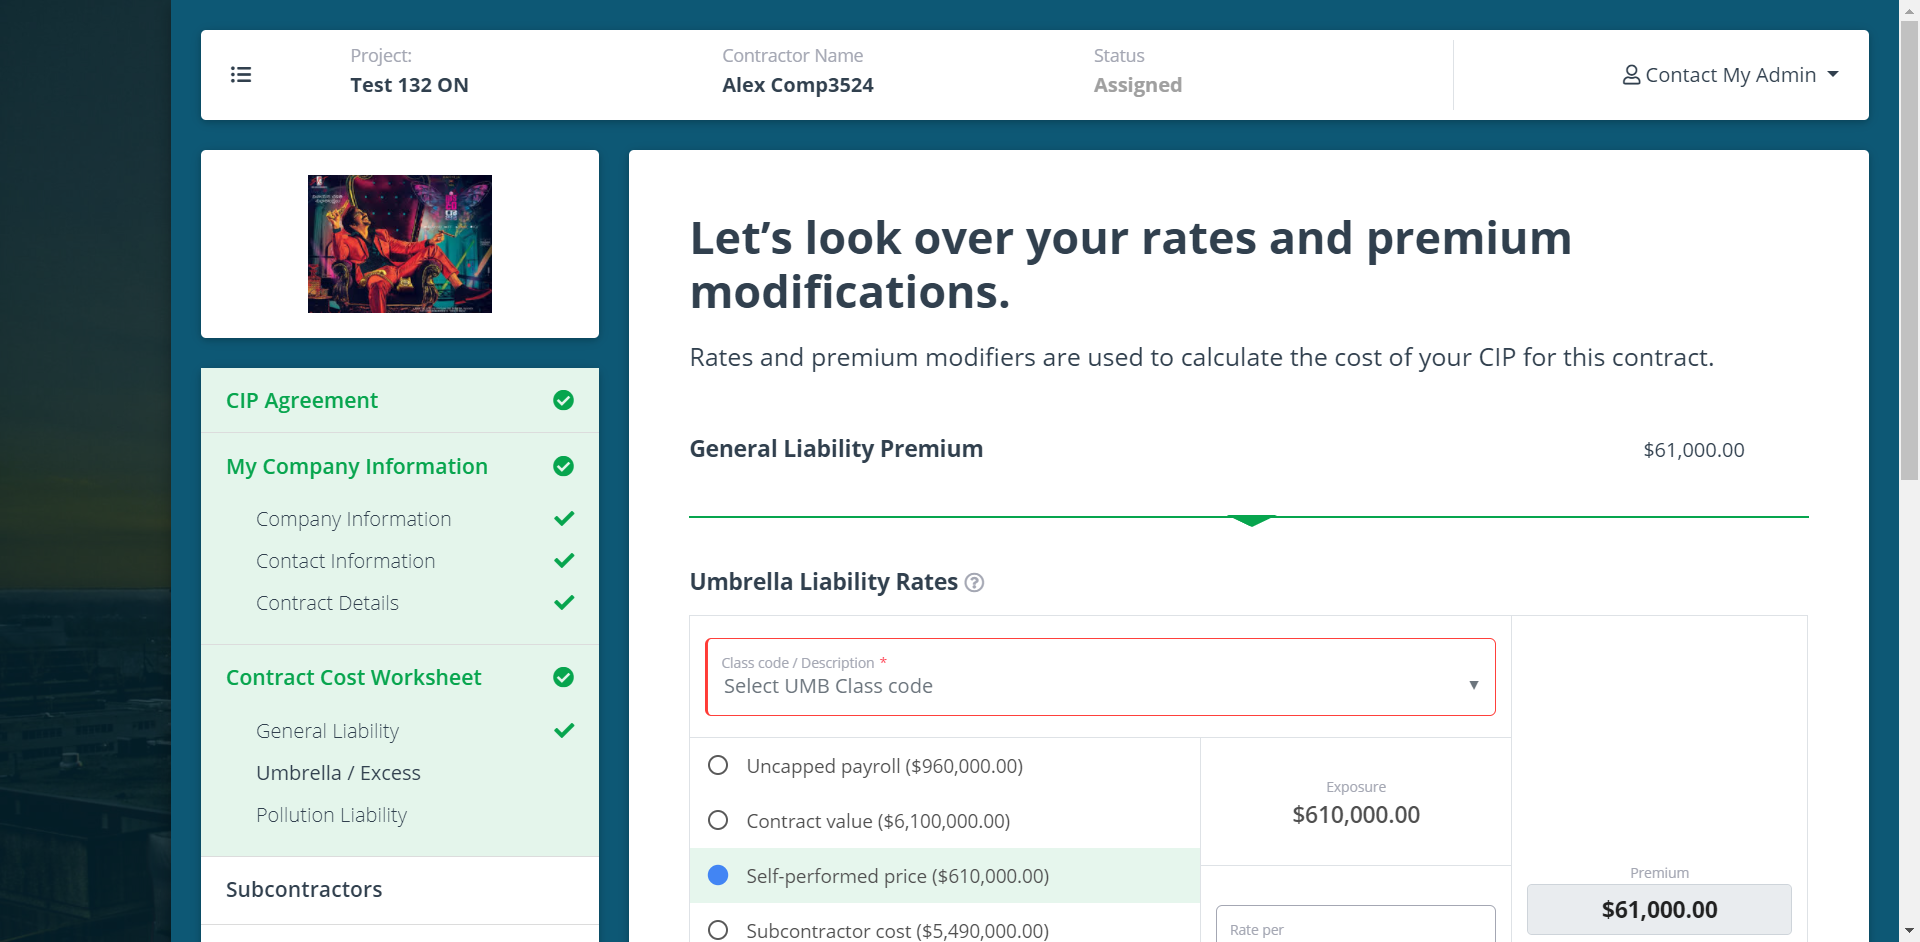 Project:
Test 132 ON
Contractor Name
Alex Comp3524
Status
Assigned
Contact My Admin
CIP Agreement
My Company Information
Company Information
Contact Information
Contract Details
Contract Cost Worksheet
General Liability
Umbrella / Excess
Pollution Liability
Subcontractors
Let’s look over your rates and premium
modifications.
Rates and premium modifiers are used to calculate the cost of your CIP for this contract.
General Liability Premium
$61,000.00
Umbrella Liability Rates ?
Class code / Description *
Select UMB Class code
Uncapped payroll ($960,000.00)
Contract value ($6,100,000.00)
Self-performed price ($610,000.00)
Subcontractor cost ($5,490,000.00)
Exposure
$610,000.00
Rate per
Premium
$61,000.00